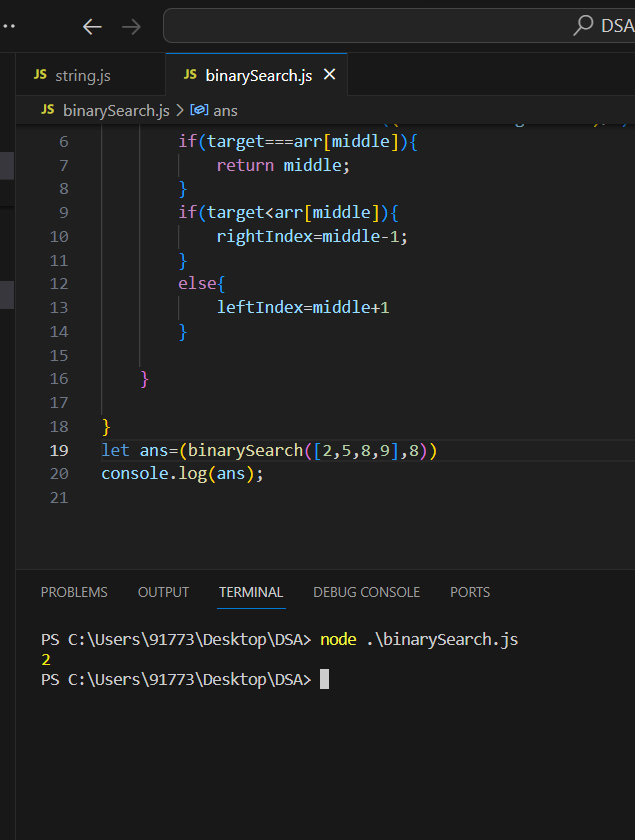 DSA
JS string.js
JS binarySearch.js
JS binarySearch.js > ans
6 if(target===arr[middle]){
7 return middle;
8 }
9 if(target<arr[middle]){
10 rightIndex=middle-1;
11 }
12 else{
13 leftIndex=middle+1
14 }
15
16 }
17
18 }
19 let ans=(binarySearch([2,5,8,9],8))
20 console.log(ans);
21
PROBLEMS OUTPUT TERMINAL DEBUG CONSOLE PORTS
PS C:\Users\91773\Desktop\DSA> node .\binarySearch.js
2
PS C:\Users\91773\Desktop\DSA>